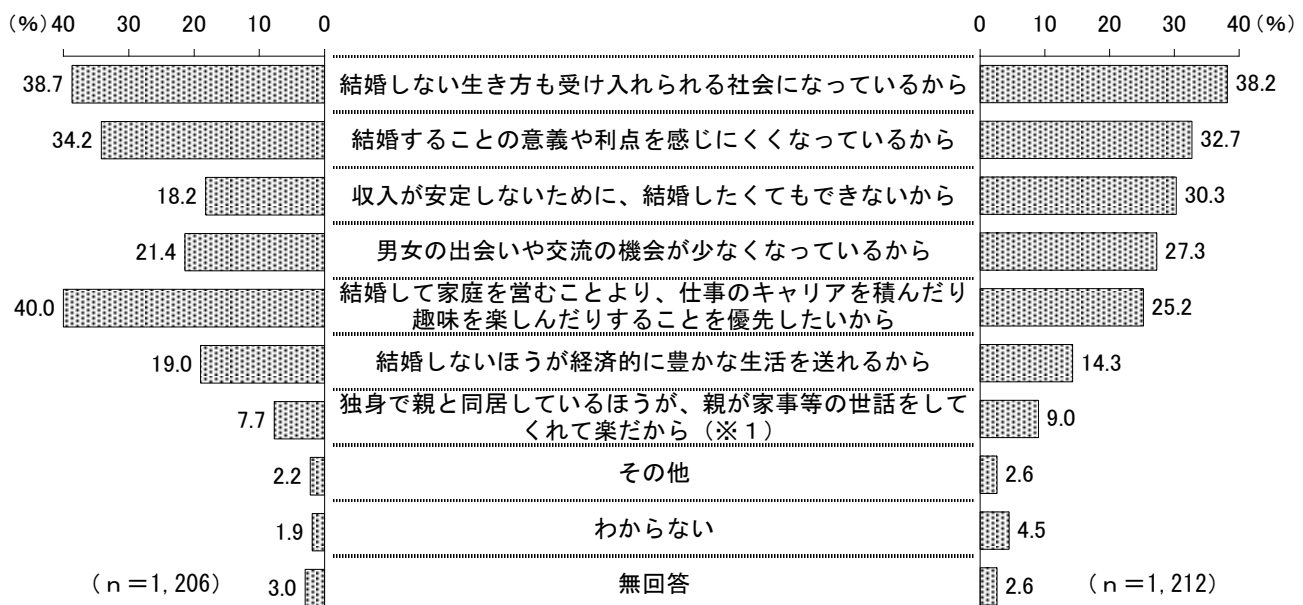 (%) 40 30 20 10 0 0 10 20 30 40 (%)
38.7 結婚しない生き方も受け入れられる社会になっているから 38.2
34.2 結婚することの意義や利点を感じにくくなっているから 32.7
18.2 収入が安定しないために、結婚したくてもできないから 30.3
21.4 男女の出会いや交流の機会が少なくなっているから 27.3
結婚して家庭を営むことより、仕事のキャリアを積んだり
40.0 趣味を楽しんだりすることを優先したいから 25.2
19.0 結婚しないほうが経済的に豊かな生活を送れるから 14.3
独身で親と同居しているほうが、親が家事等の世話をして
7.7 くれて楽だから(※1) 9.0
2.2 その他 2.6
1.9 わからない 4.5
(n=1,206) 3.0 無回答 2.6 (n=1,212)